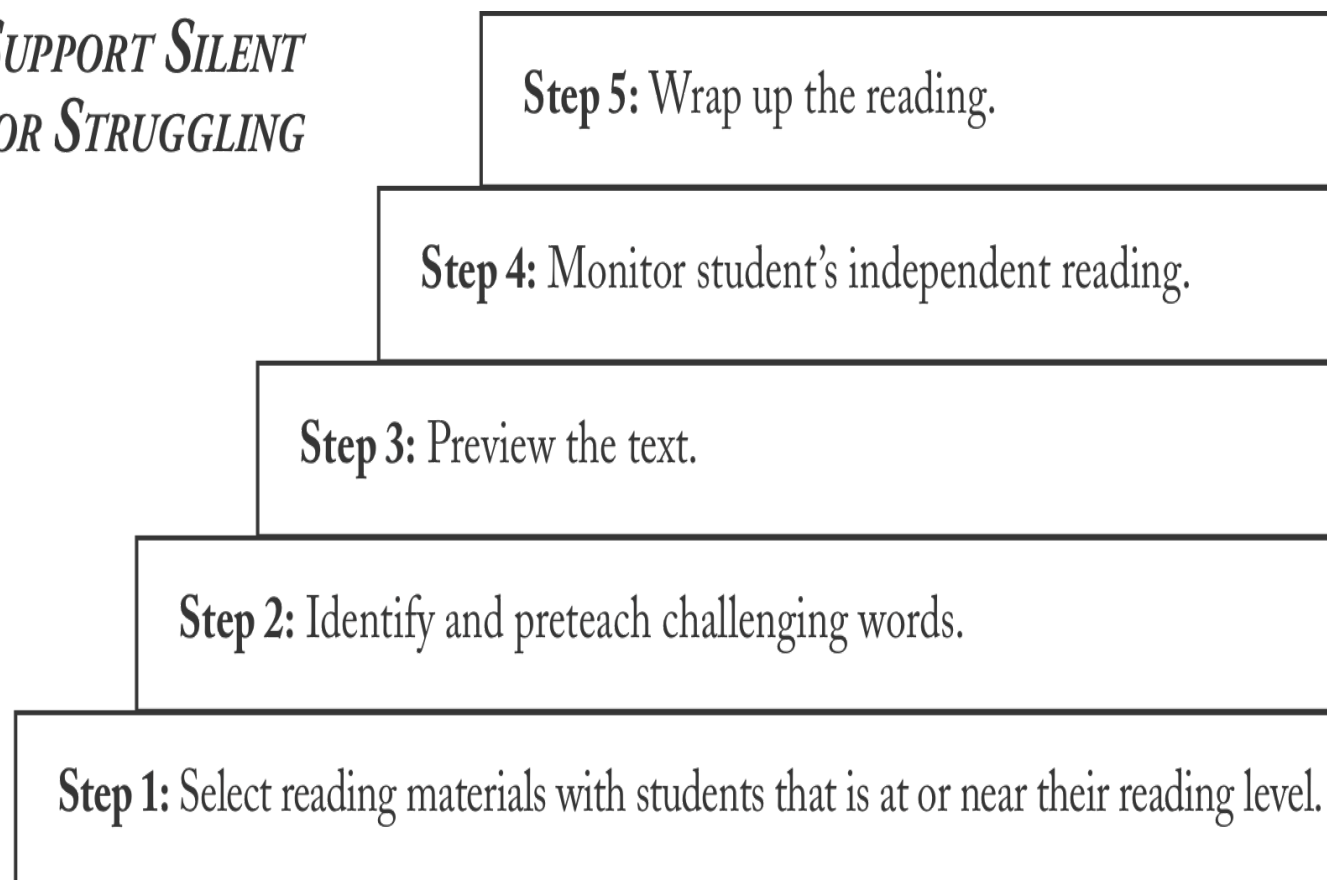 SUPPORT SILENT
OR STRUGGLING
Step 5: Wrap up the reading.
Step 4: Monitor student’s independent reading.
Step 3: Preview the text.
Step 2: Identify and preteach challenging words.
Step 1: Select reading materials with students that is at or near their reading level.